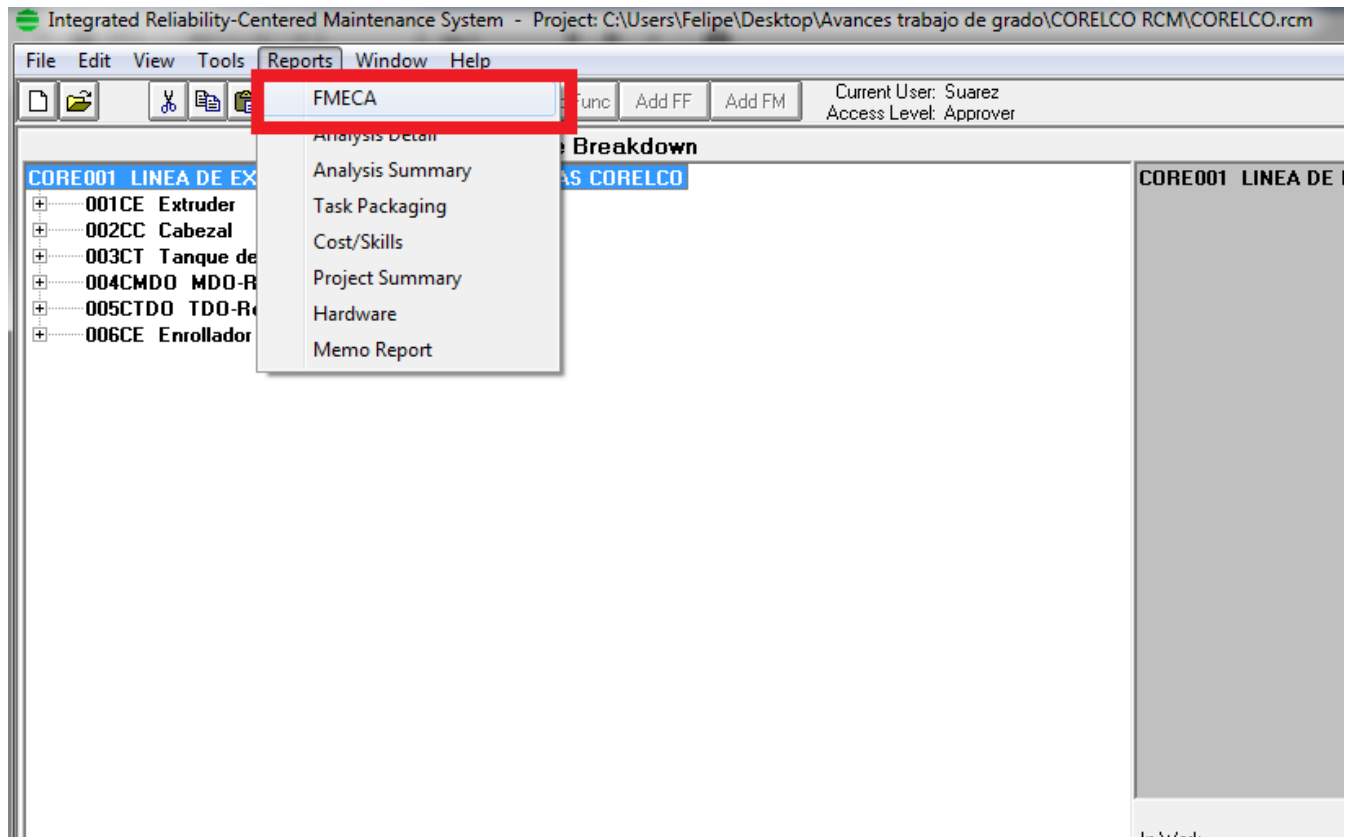 Integrated Reliability-Centered Maintenance System - Project: C:\Users\Felipe\Desktop\Avances trabajo de grado\CORELCO RCM\CORELCO.rcm
File Edit View Tools Reports Window Help
FMECA
Func Add FF Add FM
Current User: Suarez
Access Level: Approver
Analysis Detail
Breakdown
Analysis Summary
CORE001 LINEA DE EX
AS CORELCO
CORE001 LINEA DE
001CE Extruder
Task Packaging
002CC Cabezal
Cost/Skills
003CT Tanque de
004CMDO MDO-R
Project Summary
005CTDO TDO-Re
Hardware
006CE Enrollador
Memo Report